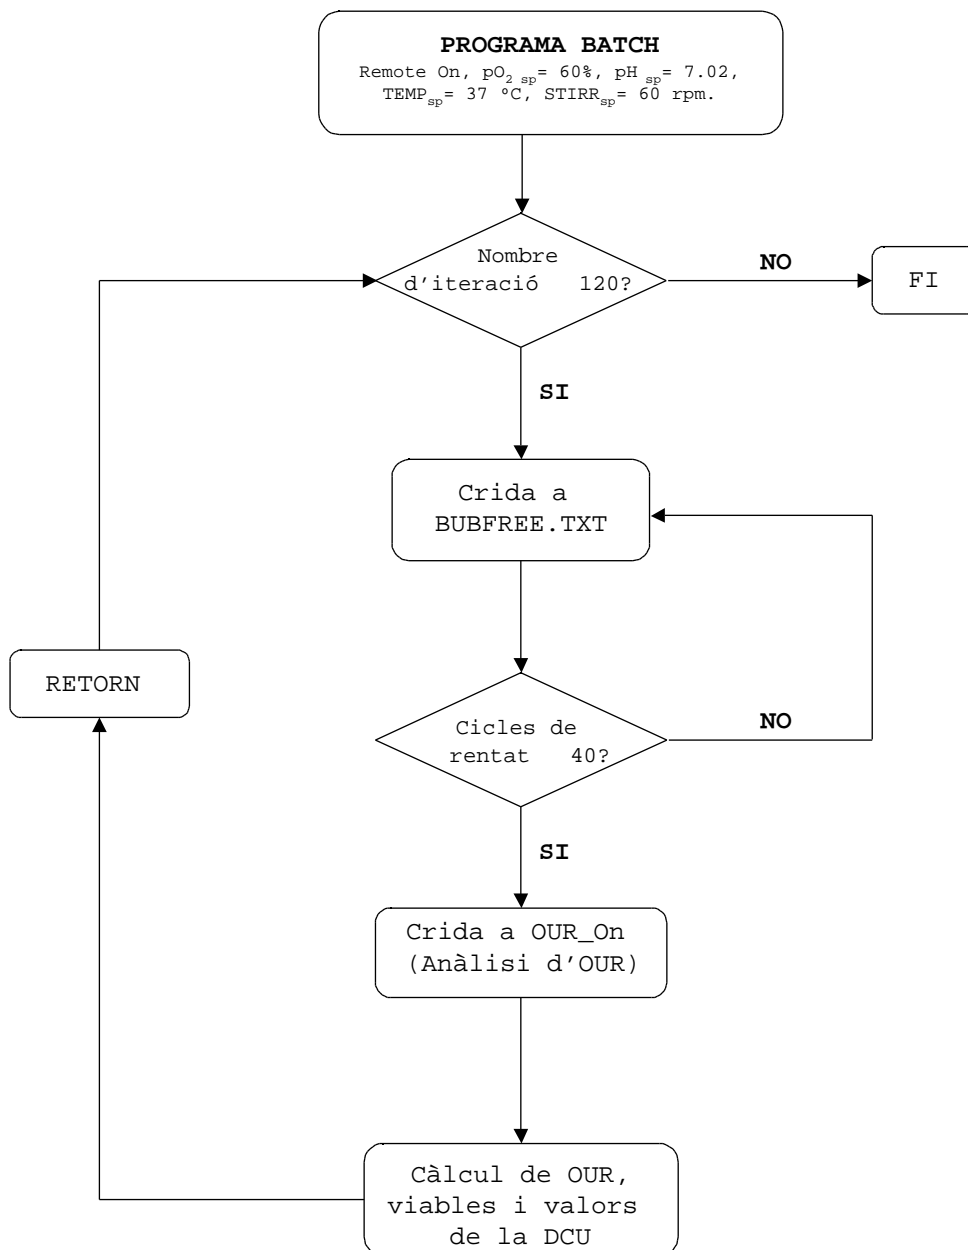 PROGRAMA BATCH
Remote On, pO2 sp= 60%, pH sp= 7.02,
TEMPsp= 37 ºC, STIRRsp= 60 rpm.
Nombre
d'iteració 120?
NO
FI
SI
Crida a
BUBFREE.TXT
RETORN
Cicles de
rentat 40?
NO
SI
Crida a OUR_On
(Anàlisi d'OUR)
Càlcul de OUR,
viables i valors
de la DCU